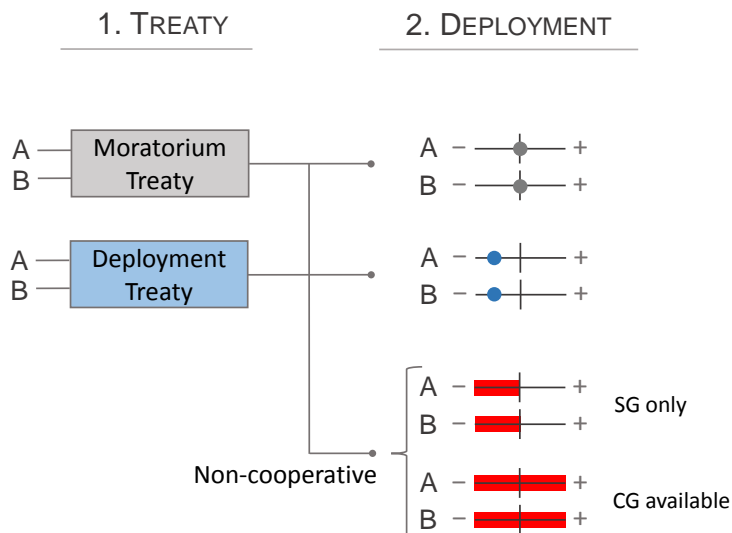 1. TREATY
2. DEPLOYMENT
A
B
Moratorium
Treaty
A − +
B − +
A
B
Deployment
Treaty
A − +
B − +
Non-cooperative
A − +
B − +
SG only
A − +
B − +
CG available